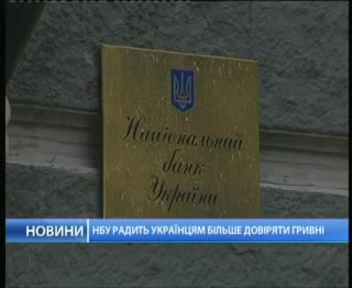 Національний
банк
України
НОВИНИ
НБУ РАДИТЬ УКРАЇНЦЯМ БІЛЬШЕ ДОВІРЯТИ ГРИВНІ